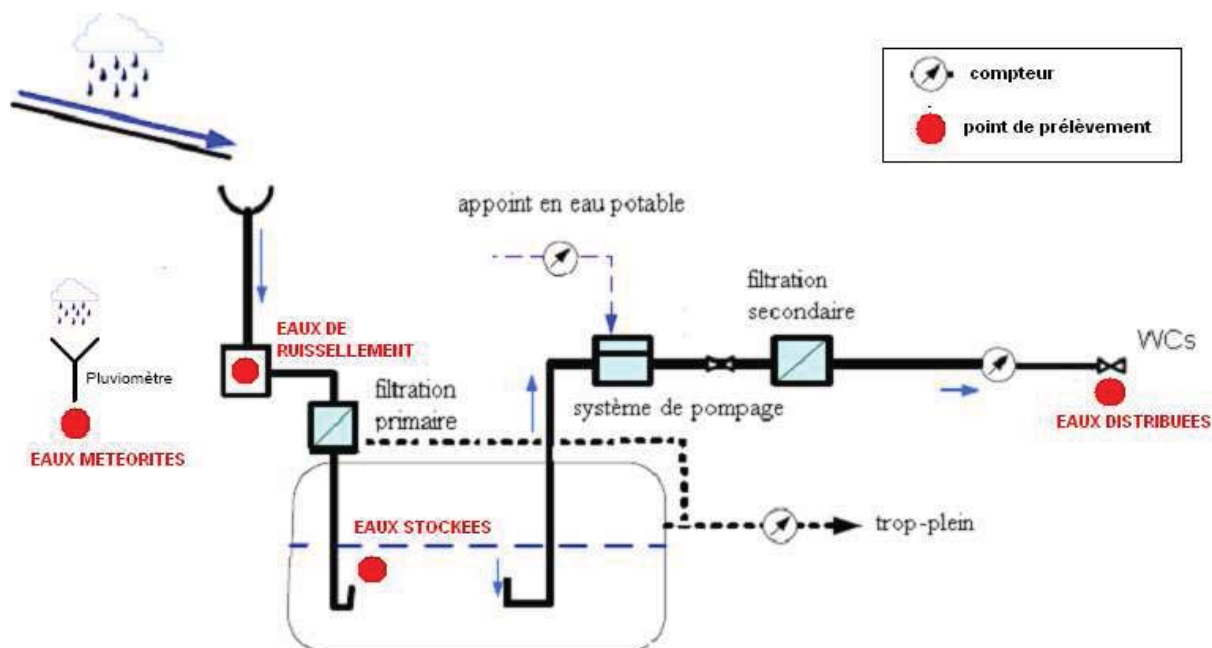 compteur
point de prélèvement
appoint en eau potable
filtration
secondaire
WCs
EAUX DE
RUISSELLEMENT
Pluviomètre
filtration
primaire
système de pompage
EAUX DISTRIBUEES
EAUX METEORITES
EAUX STOCKEES
trop-plein